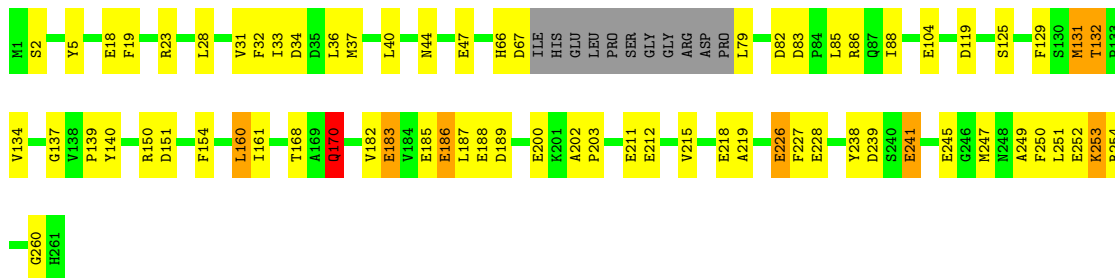 M1 S2 Y5 E18 F19 R23 L28 V31 F32 I33 D34 D35 L36 M37 L40 N44 E47 H66 D67 ILE HIS GLU LEU PRO SER GLY GLY ARG ASP PRO L79 D82 D83 P84 L85 R86 Q87 I88 E104 D119 S125 F129 S130 M131 T132 P133
V134 G137 V138 P139 Y140 R150 D151 F154 L160 I161 T168 A169 Q170 V182 E183 V184 E185 E186 L187 E188 D189 E200 K201 A202 P203 E211 E212 V215 E218 A219 E226 F227 E228 Y238 D239 S240 E241 E245 G246 M247 N248 A249 F250 L251 E252 K253
G260 H261